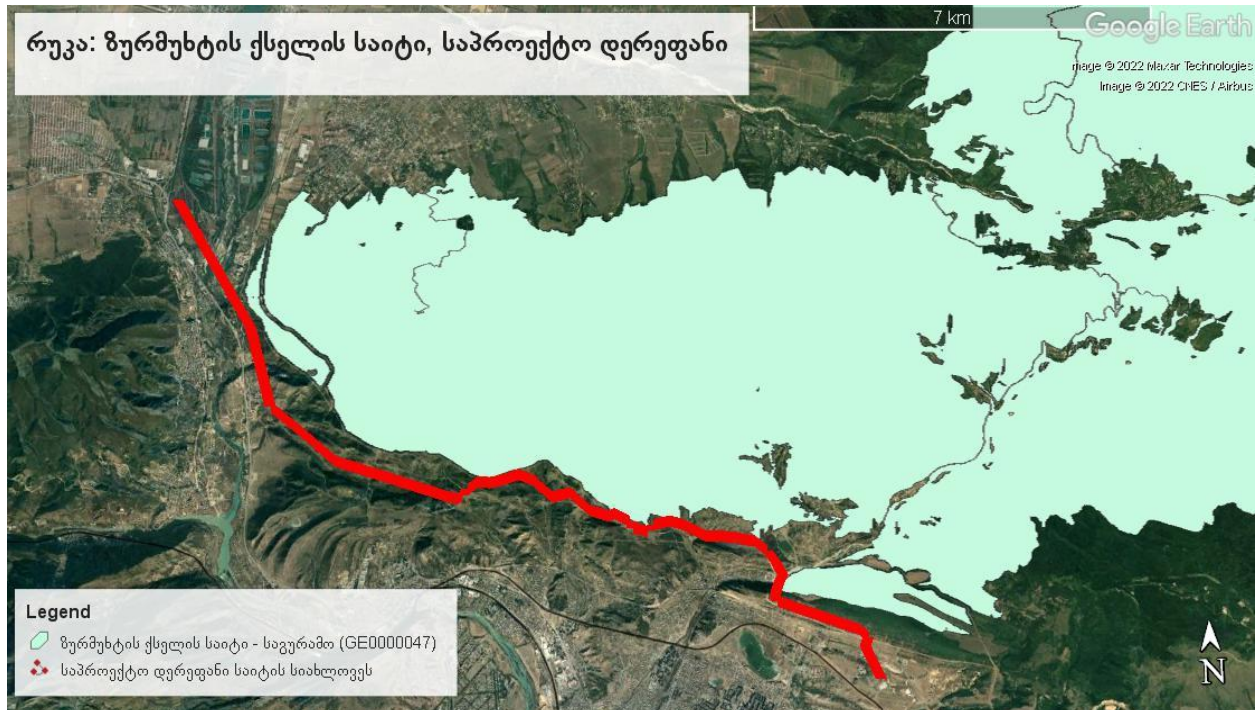 რუკა: ზურმუხტის ქსელის საიტი, საპროექტო დერეფანი
7 km
Google Earth
mage © 2022 Maxar Technologies
Image © 2022 CNES / Airbus
Legend
ზურმუხტის ქსელის საიტი - საგურამო (GE0000047)
საპროექტო დერეფანი საიტის სიახლოვეს
N